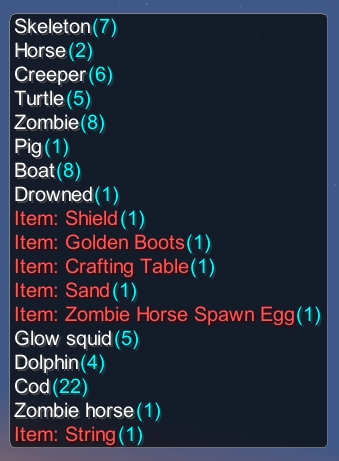 Skeleton(7)
Horse(2)
Creeper(6)
Turtle(5)
Zombie(8)
Pig(1)
Boat(8)
Drowned(1)
Item: Shield(1)
Item: Golden Boots(1)
Item: Crafting Table(1)
Item: Sand(1)
Item: Zombie Horse Spawn Egg(1)
Glow squid(5)
Dolphin(4)
Cod(22)
Zombie horse(1)
Item: String(1)